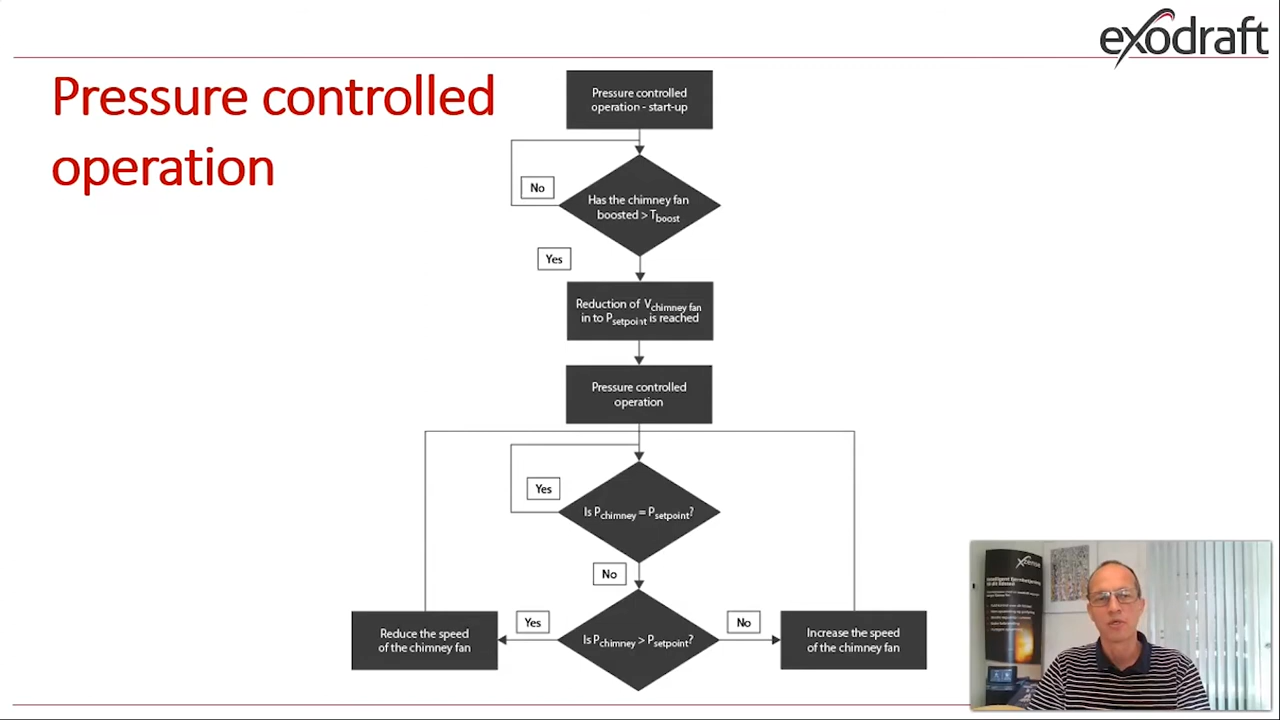 exodraft
Pressure controlled
operation
Pressure controlled
operation - start-up
No
Has the chimney fan
boosted > Tboost
Yes
Reduction of Vchimney fan
in to Psetpoint is reached
Pressure controlled
operation
Yes
Is Pchimney = Psetpoint?
No
Yes
Is Pchimney > Psetpoint?
No
Reduce the speed
of the chimney fan
Increase the speed
of the chimney fan